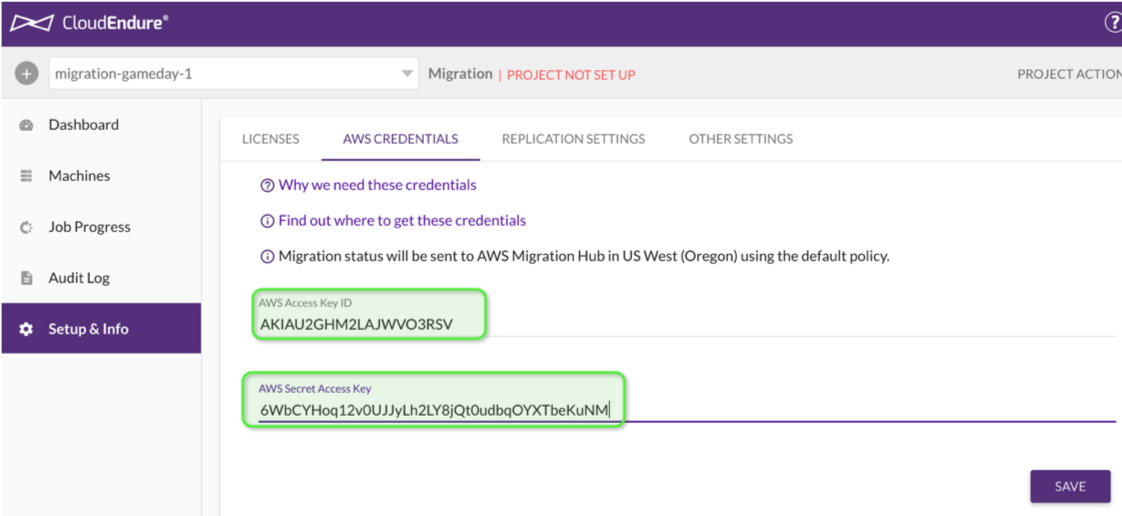 CloudEndure®
migration-gameday-1
Migration | PROJECT NOT SET UP
PROJECT ACTION
Dashboard
Machines
Job Progress
Audit Log
Setup & Info
LICENSES
AWS CREDENTIALS
REPLICATION SETTINGS
OTHER SETTINGS
Why we need these credentials
Find out where to get these credentials
Migration status will be sent to AWS Migration Hub in US West (Oregon) using the default policy.
AWS Access Key ID
AKIAU2GHM2LAJWVO3RSV
AWS Secret Access Key
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
SAVE